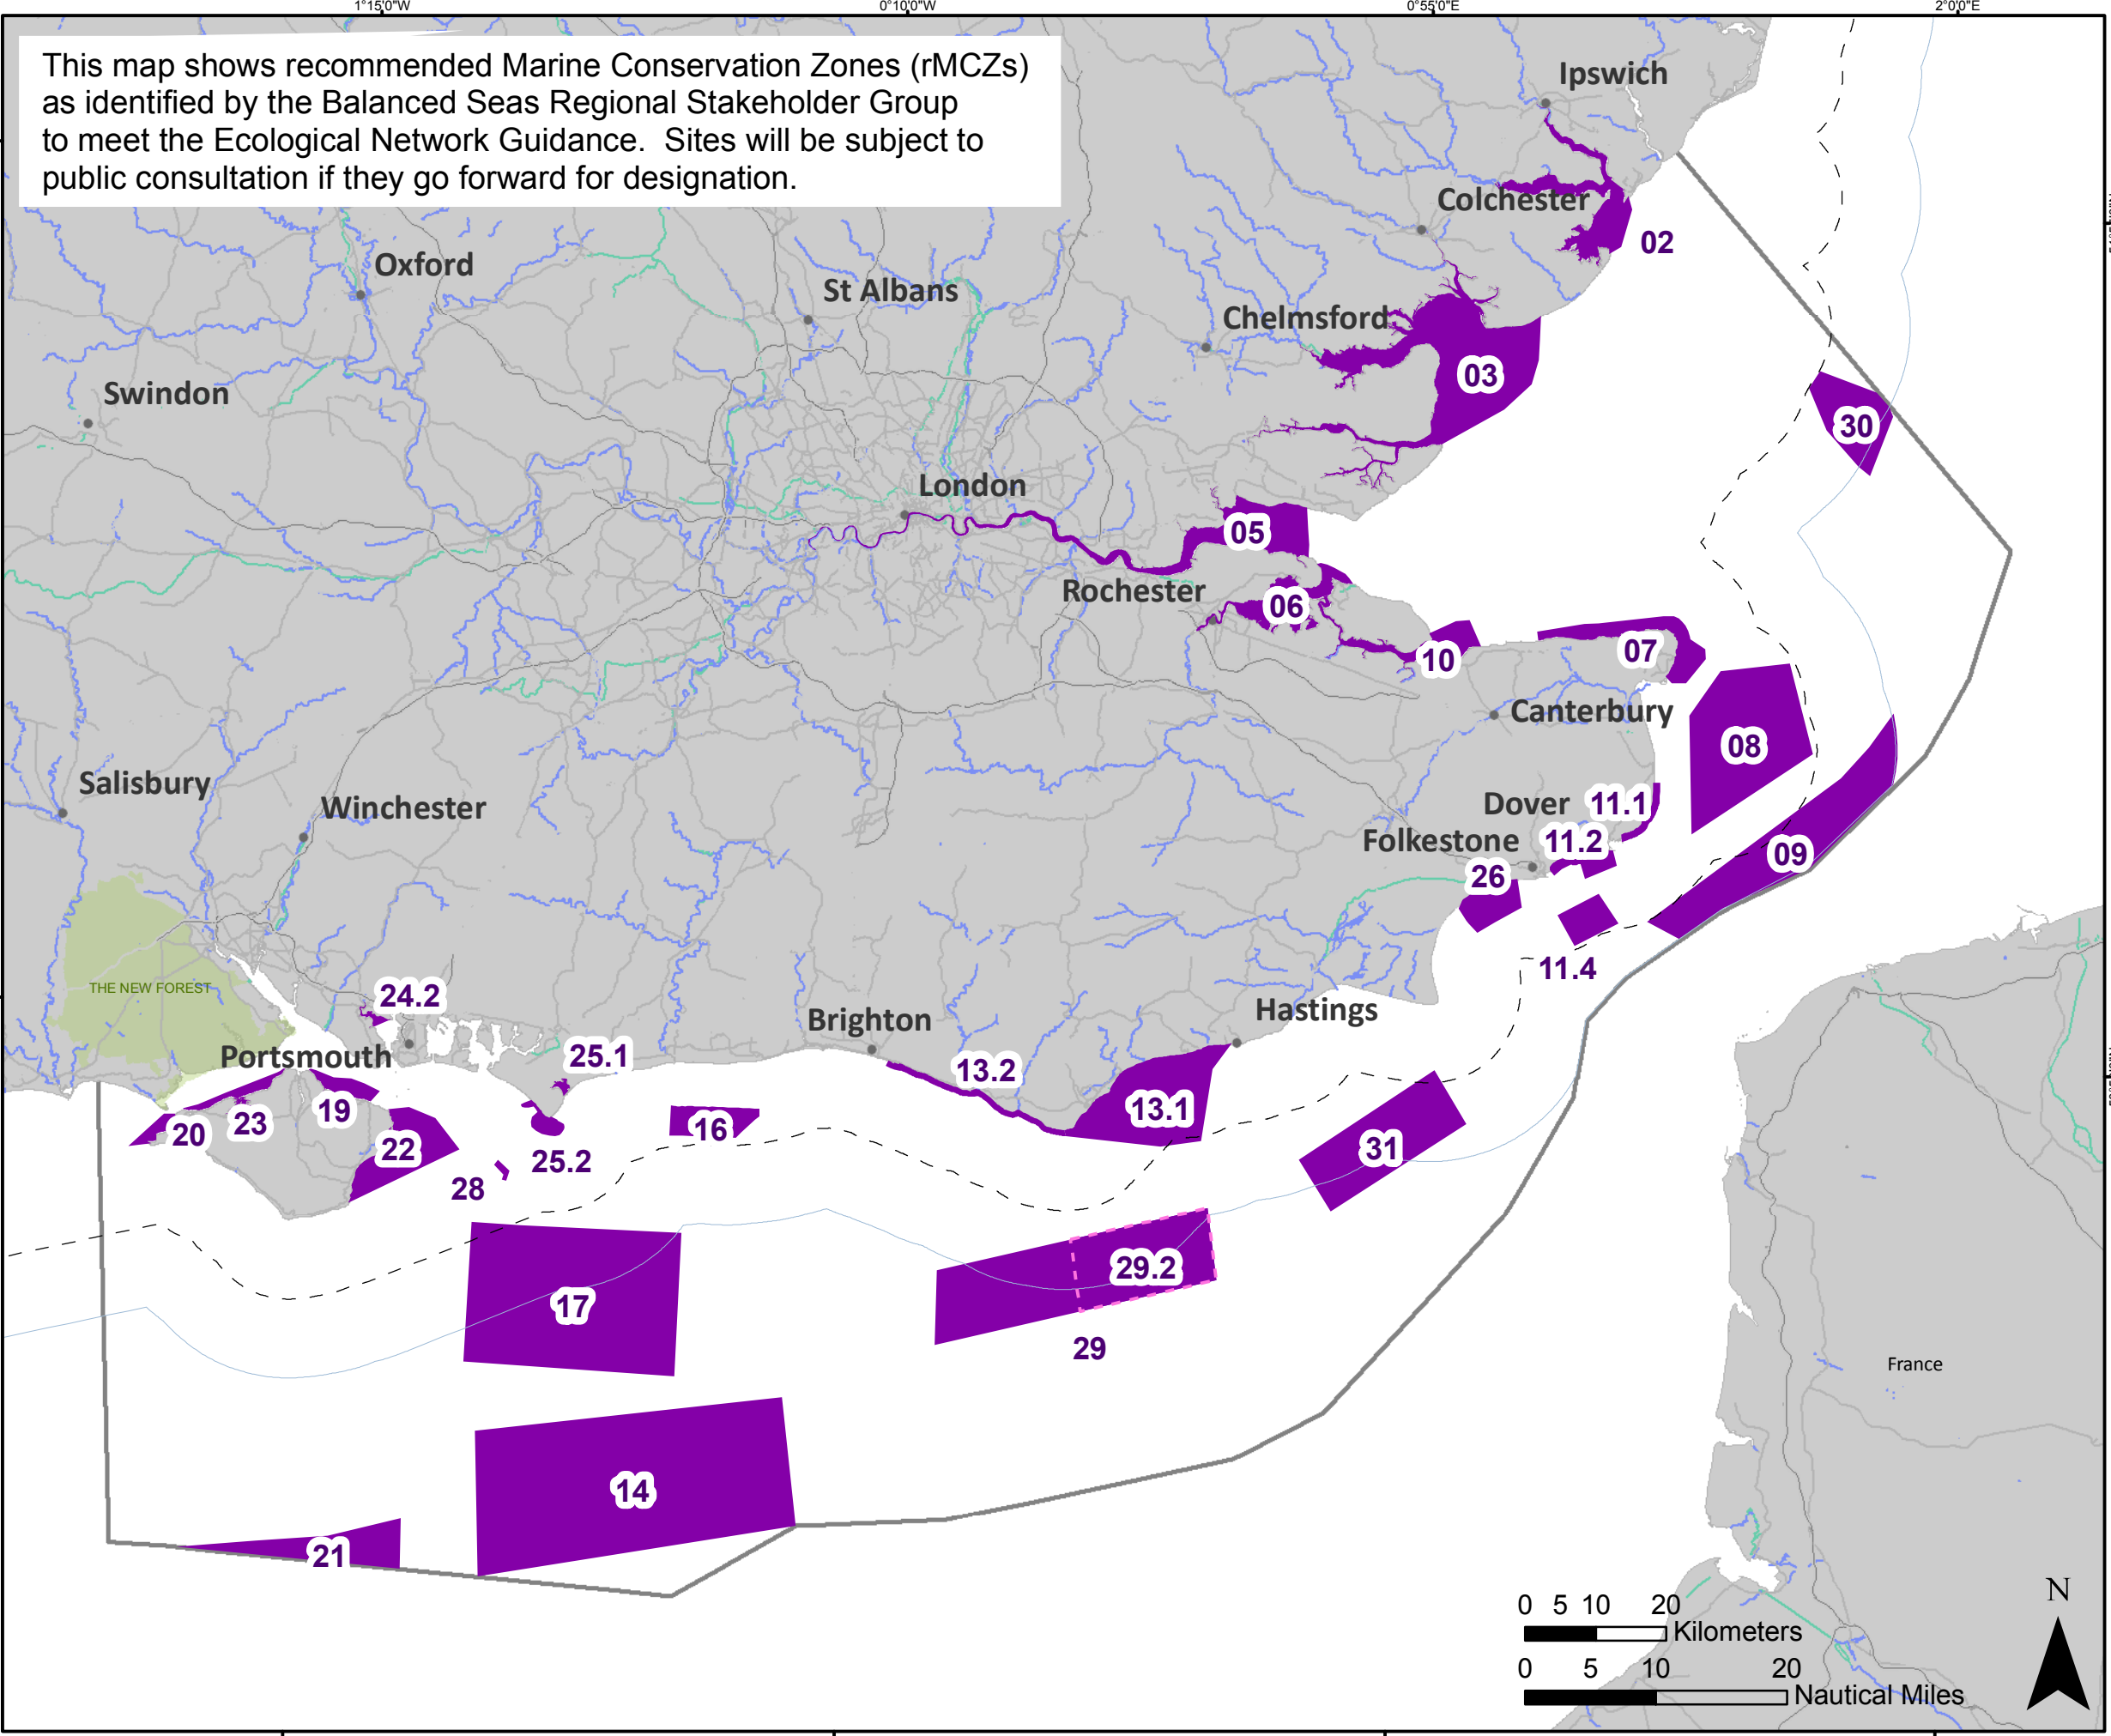 1°15'0"W
0°10'0"W
0°55'0"E
2°0'0"E
This map shows recommended Marine Conservation Zones (rMCZs)
as identified by the Balanced Seas Regional Stakeholder Group
to meet the Ecological Network Guidance. Sites will be subject to
public consultation if they go forward for designation.
Ipswich
Colchester
02
Oxford
St Albans
Chelmsford
03
Swindon
30
London
05
Rochester
06
10
07
Canterbury
08
Salisbury
Winchester
Dover
11.1
Folkestone
11.2
09
26
11.4
THE NEW FOREST
24.2
Portsmouth
25.1
Brighton
Hastings
13.2
13.1
20
23
19
22
16
28
25.2
31
17
29.2
29
France
14
21
N
0 5 10 20
Kilometers
0 5 10 20
Nautical Miles